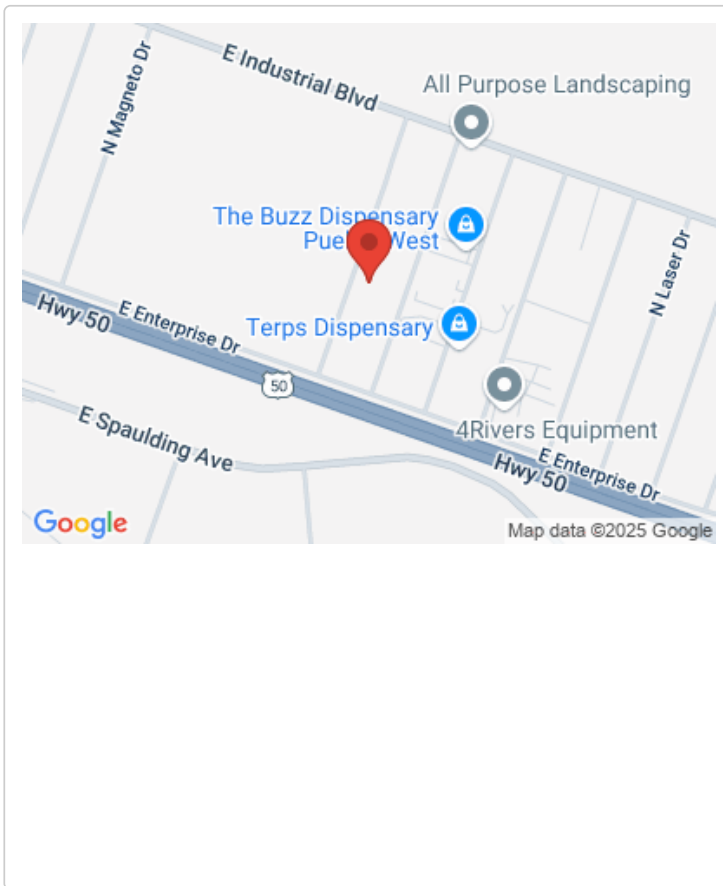 E Industrial Blvd
N Magneto Dr
All Purpose Landscaping
The Buzz Dispensary
Pueblo West
N Laser Dr
Hwy 50
E Enterprise Dr
Terps Dispensary
50
E Spaulding Ave
4Rivers Equipment
Hwy 50
E Enterprise Dr
Google
Map data ©2025 Google